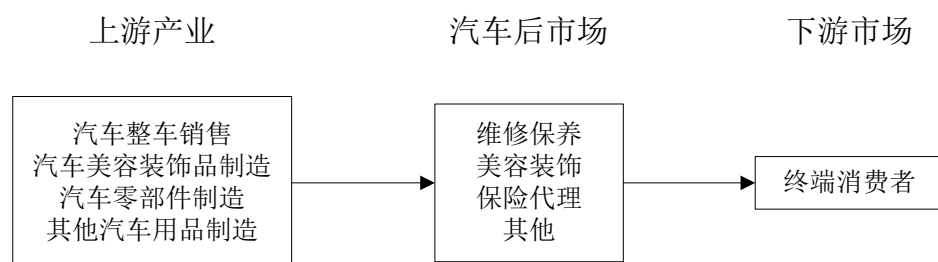 上游产业
汽车后市场
下游市场
汽车整车销售
汽车美容装饰品制造
汽车零部件制造
其他汽车用品制造
维修保养
美容装饰
保险代理
其他
终端消费者